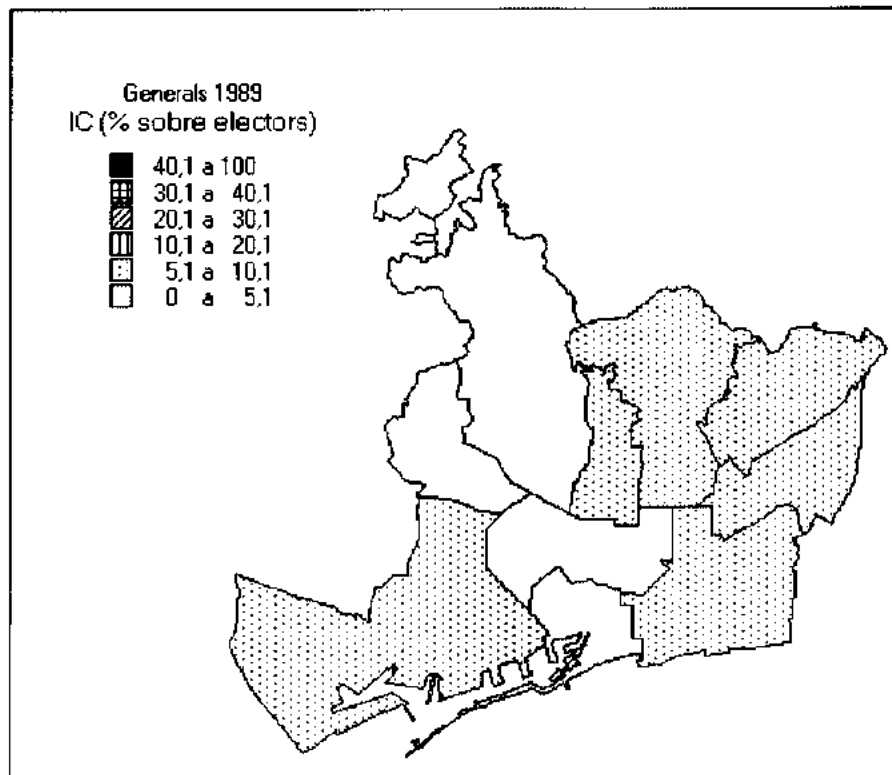 Generals 1989
IC (% sobre electors)
40,1 a 100
30,1 a 40,1
20,1 a 30,1
10,1 a 20,1
5,1 a 10,1
0 a 5,1